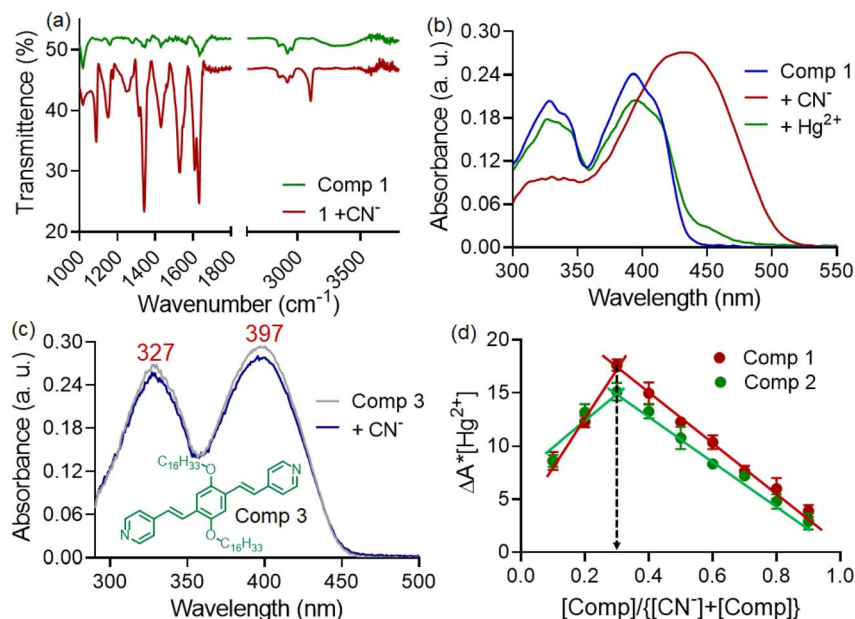 (a)
Transmittence (%)
50
40
30
20
Comp 1
1 +CN⁻
1000
1200
1400
1600
1800
3000
3500
Wavenumber (cm⁻¹)
(b)
Absorbance (a. u.)
0.30
0.24
0.18
0.12
0.06
0.00
Comp 1
+ CN⁻
+ Hg²⁺
300
350
400
450
500
550
Wavelength (nm)
(c)
Absorbance (a. u.)
0.30
0.24
0.18
0.12
0.06
0.00
327
397
Comp 3
+ CN⁻
C₁₆H₃₃
O
N
N
O
C₁₆H₃₃
Comp 3
300
350
400
450
500
Wavelength (nm)
(d)
ΔA*[Hg²⁺]
20
15
10
5
0
Comp 1
Comp 2
0.0
0.2
0.4
0.6
0.8
1.0
[Comp]/{[CN⁻]+[Comp]}